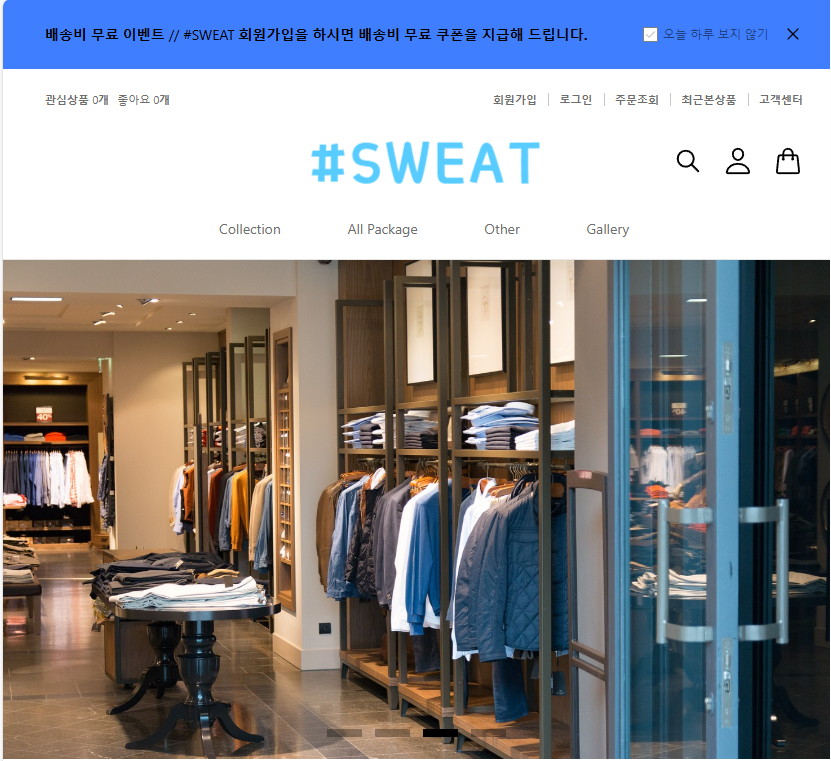 배송비 무료 이벤트 // #SWEAT 회원가입을 하시면 배송비 무료 쿠폰을 지급해 드립니다. 오늘 하루 보지 않기
관심상품 0개 좋아요 0개 회원가입 로그인 주문조회 최근본상품 고객센터
#SWEAT
Collection All Package Other Gallery
40%